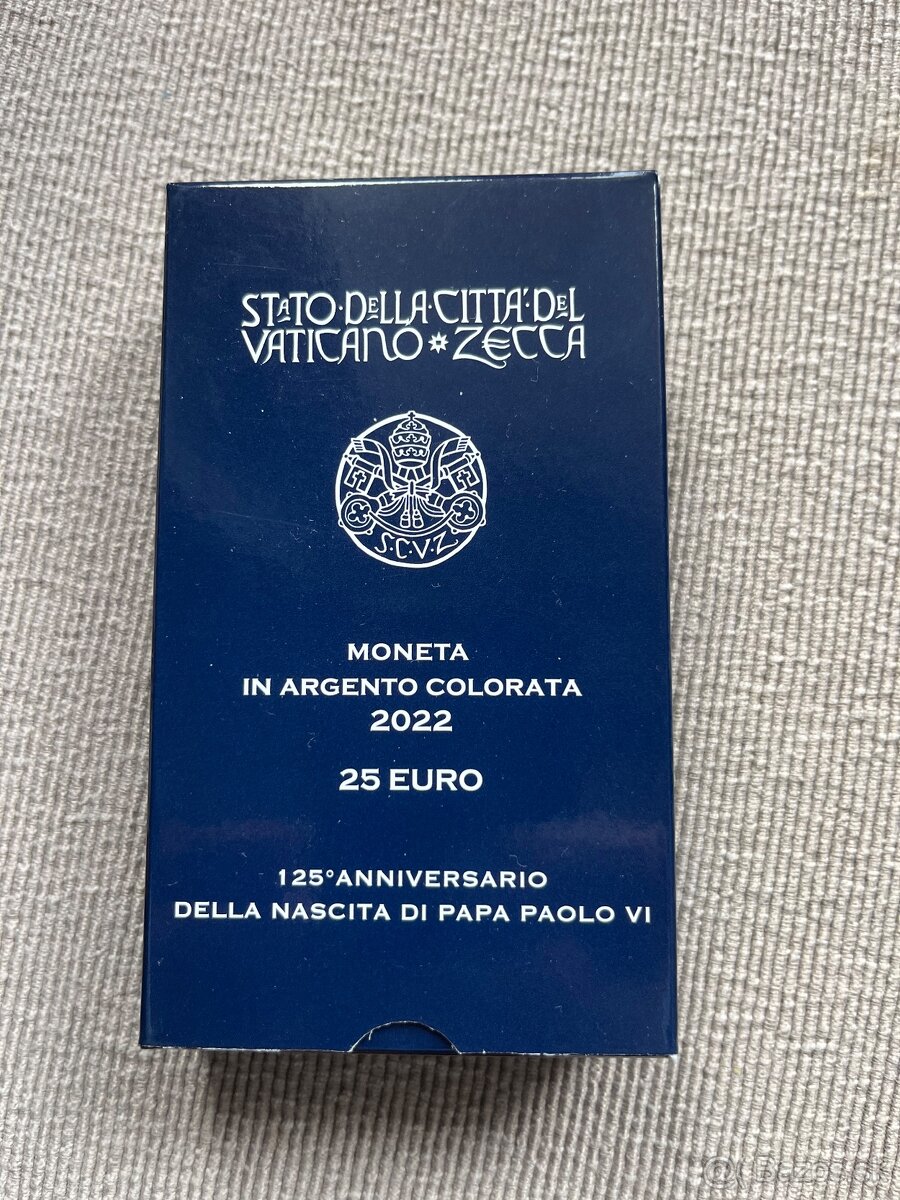 STATO·DELLA·CITTA'·DEL
VATICANO * ZECCA
S·C·V·Z
MONETA
IN ARGENTO COLORATA
2022
25 EURO
125°ANNIVERSARIO
DELLA NASCITA DI PAPA PAOLO VI